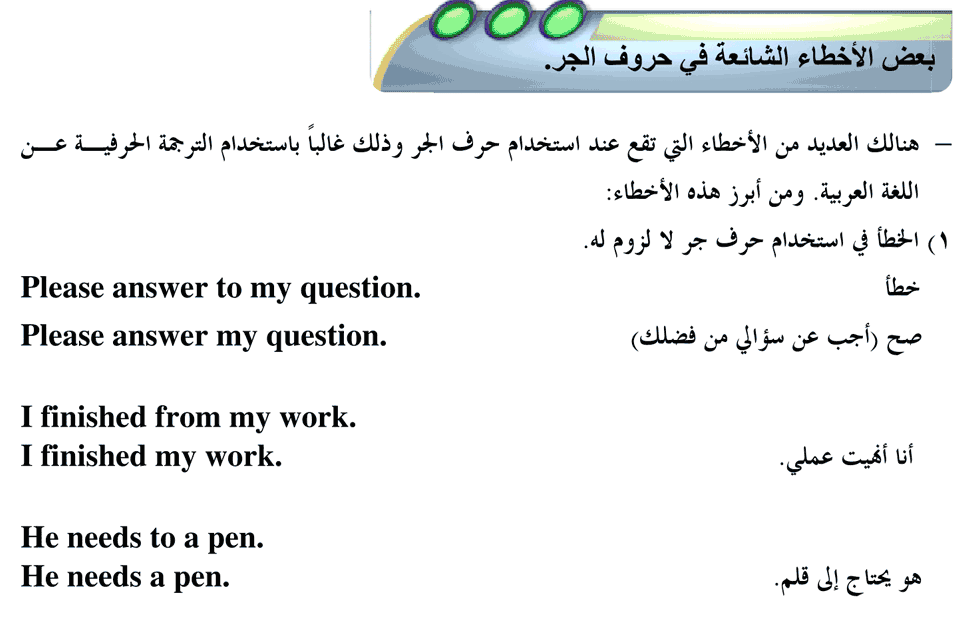 بعض الأخطاء الشائعة في حروف الجر.
– هنالك العديد من الأخطاء التي تقع عند استخدام حرف الجر وذلك غالباً باستخدام الترجمة الحرفيـــة عـــن
اللغة العربية. ومن أبرز هذه الأخطاء:
١) الخطأ في استخدام حرف جر لا لزوم له.
Please answer to my question. خطأ
Please answer my question. صح (أجب عن سؤالي من فضلك)
I finished from my work.
I finished my work. أنا أنهيت عملي.
He needs to a pen.
He needs a pen. هو يحتاج إلى قلم.